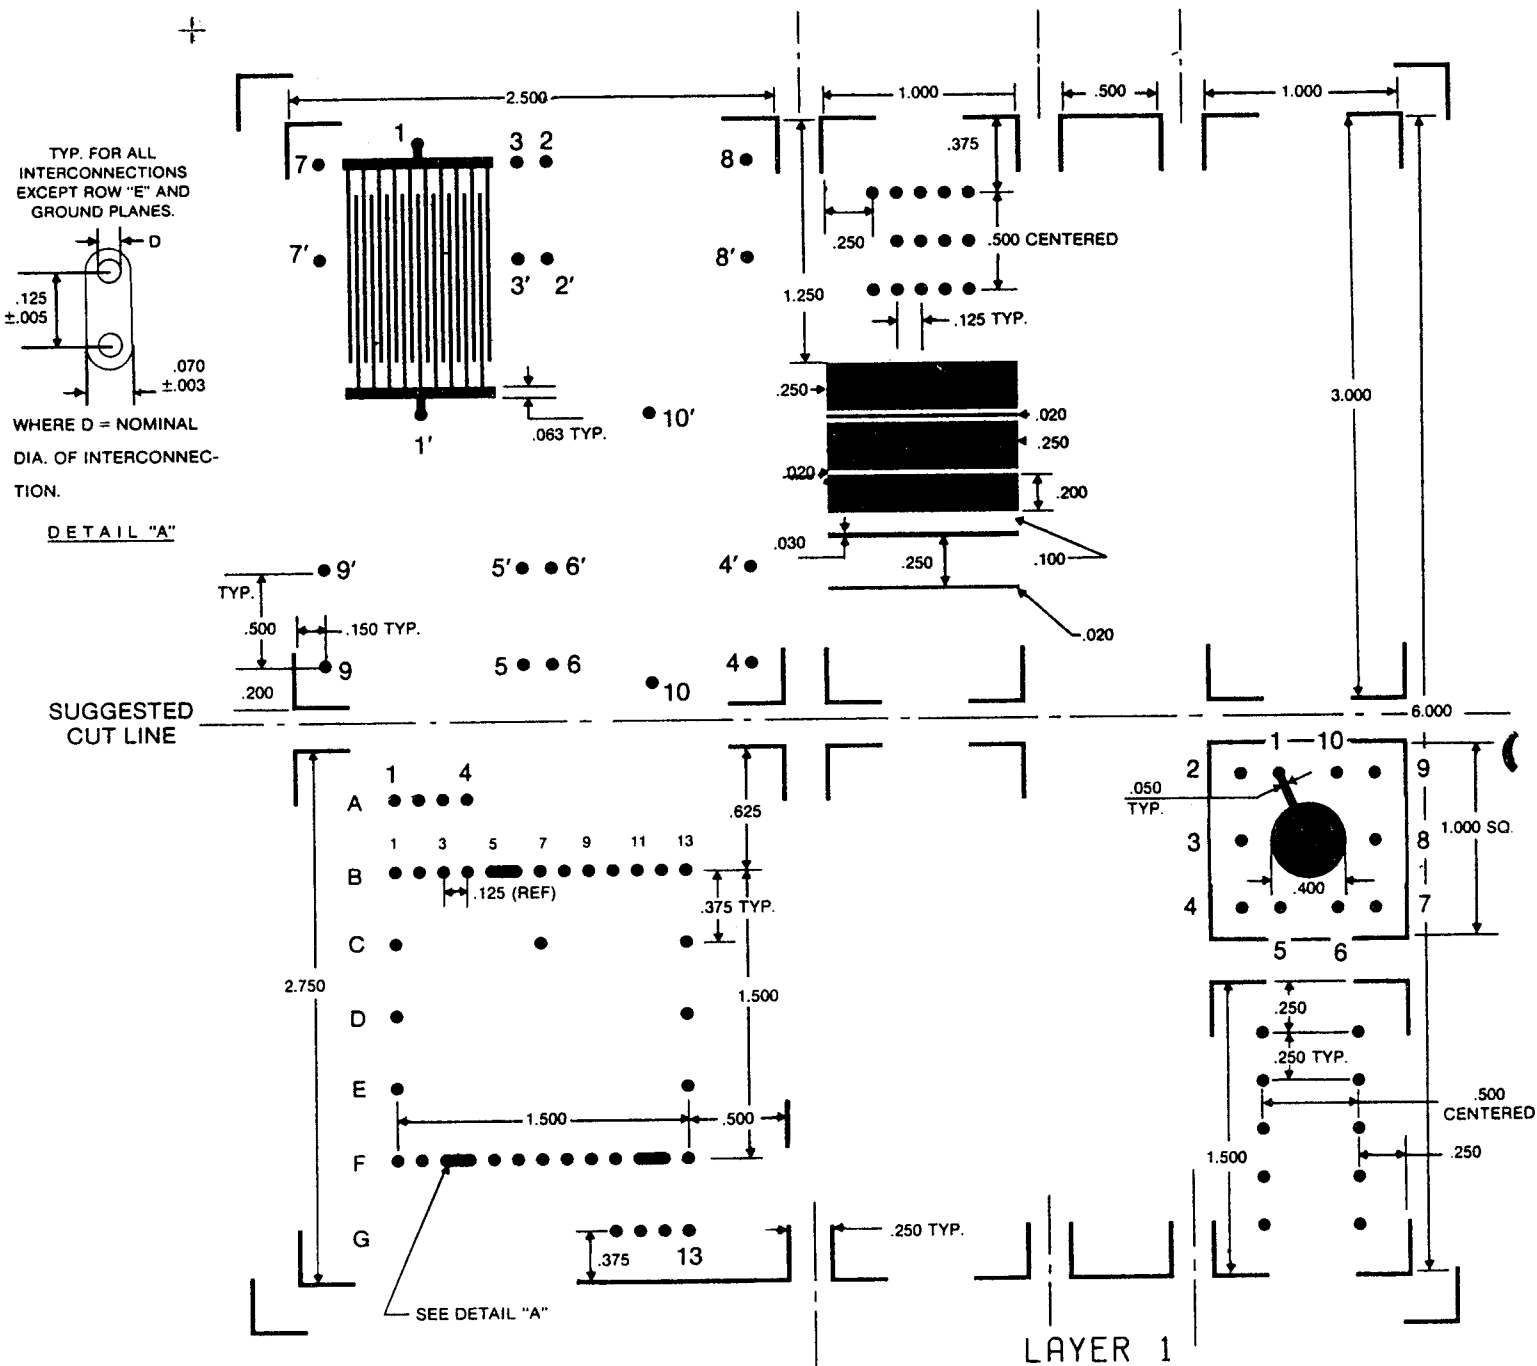 2.500
1.000
.500
1.000
TYP. FOR ALL
INTERCONNECTIONS
EXCEPT ROW "E" AND
GROUND PLANES.
D
.125
±.005
.070
±.003
WHERE D = NOMINAL
DIA. OF INTERCONNEC-
TION.
DETAIL "A"
1
3 2
7
8
7'
3' 2'
8'
1'
.063 TYP.
10'
.375
.250
.500 CENTERED
1.250
.125 TYP.
.250
.020
.250
.020
.200
.030
.250
.100
.020
3.000
9'
5' 6'
4'
TYP.
.500
.150 TYP.
9
5 6
4
10
.200
SUGGESTED
CUT LINE
6.000
1 4
A
.625
1 3 5 7 9 11 13
B
.125 (REF)
.375 TYP.
C
2.750
1.500
D
E
1.500
.500
F
G
.375
13
.250 TYP.
SEE DETAIL "A"
1 10
2 9
.050
TYP.
3 8
1.000 SQ.
.400
4 7
5 6
.250
.250 TYP.
.500
CENTERED
1.500
.250
LAYER 1